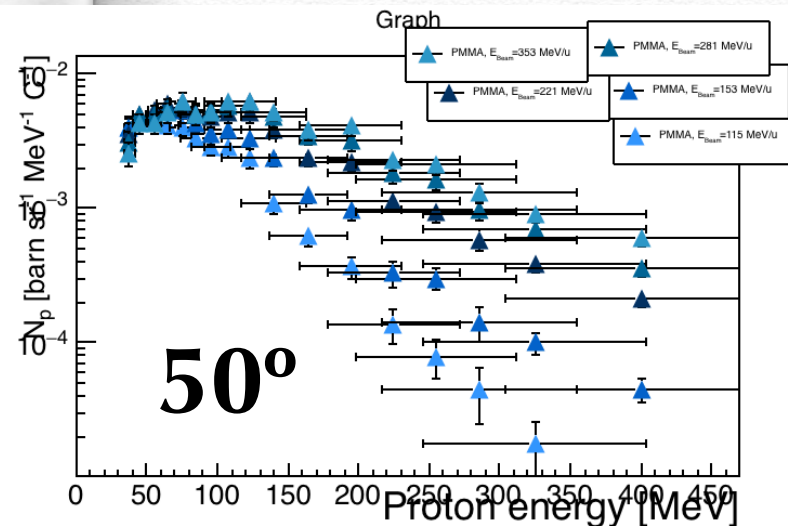 Graph
PMMA, E_Beam=353 MeV/u
PMMA, E_Beam=281 MeV/u
PMMA, E_Beam=221 MeV/u
PMMA, E_Beam=153 MeV/u
PMMA, E_Beam=115 MeV/u
10⁻²
10⁻³
10⁻⁴
N_p [barn sr⁻¹ MeV⁻¹
50º
0 50 100 150 200 250 300 350 400 450
Proton energy [MeV]